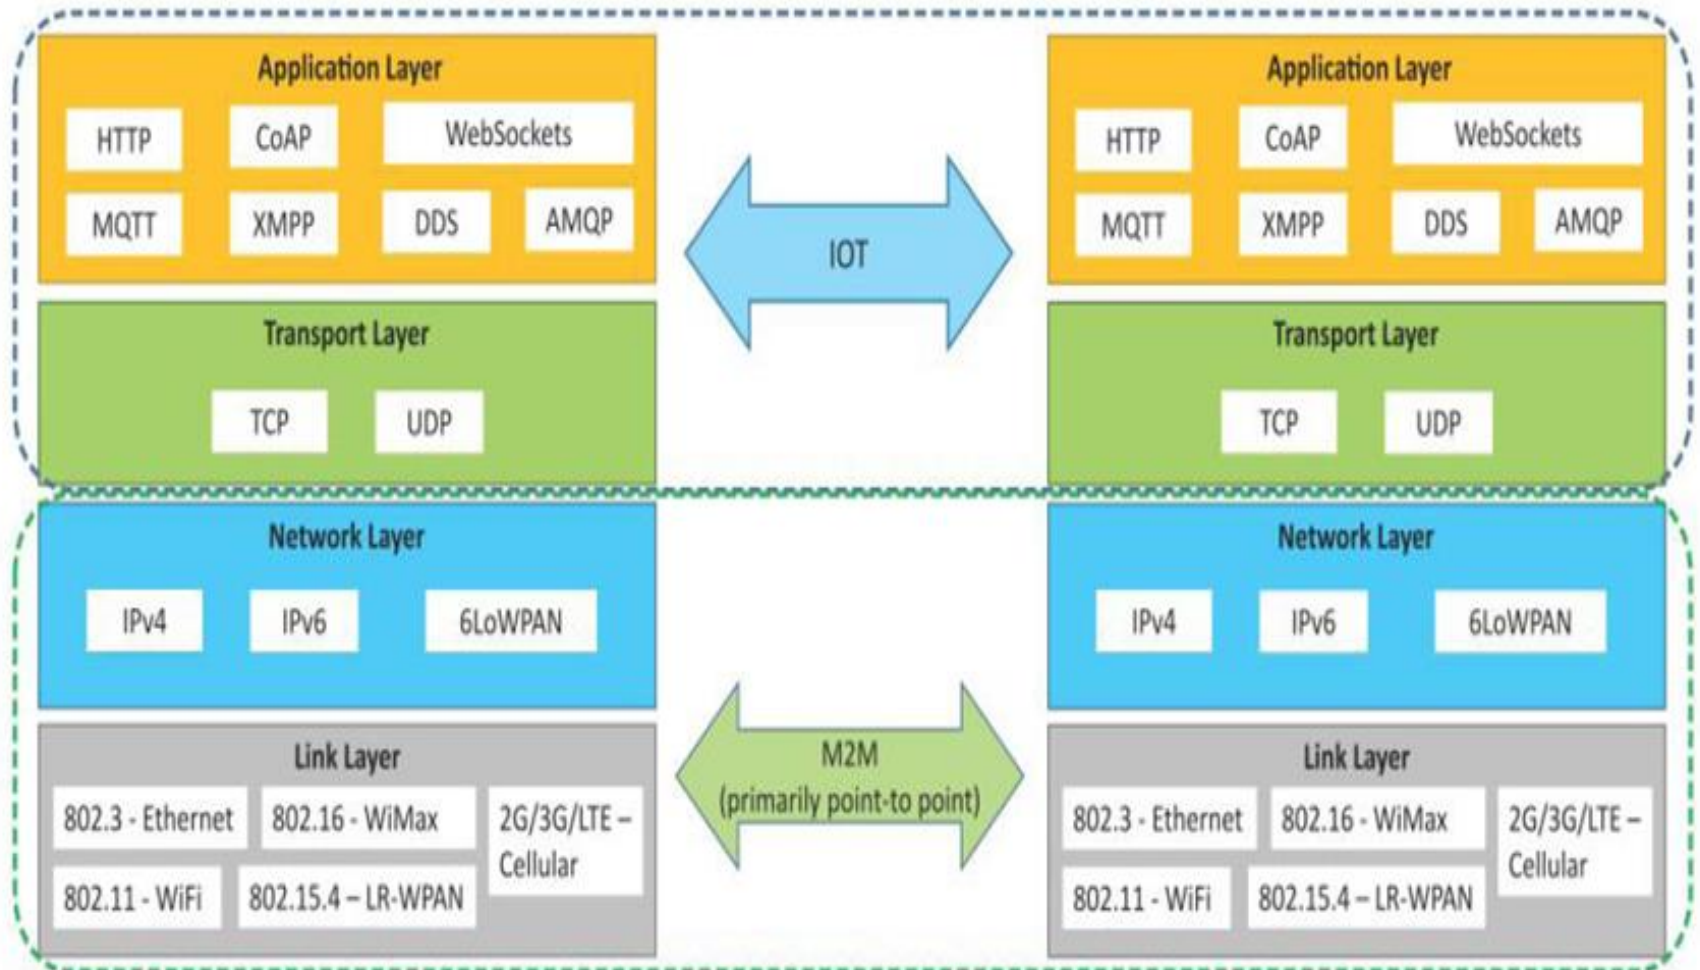 Application Layer
HTTP
CoAP
WebSockets
MQTT
XMPP
DDS
AMQP
Transport Layer
TCP
UDP
Network Layer
IPv4
IPv6
6LoWPAN
Link Layer
802.3 - Ethernet
802.16 - WiMax
2G/3G/LTE –
Cellular
802.11 - WiFi
802.15.4 – LR-WPAN
IOT
M2M
(primarily point-to point)
Application Layer
HTTP
CoAP
WebSockets
MQTT
XMPP
DDS
AMQP
Transport Layer
TCP
UDP
Network Layer
IPv4
IPv6
6LoWPAN
Link Layer
802.3 - Ethernet
802.16 - WiMax
2G/3G/LTE –
Cellular
802.11 - WiFi
802.15.4 – LR-WPAN